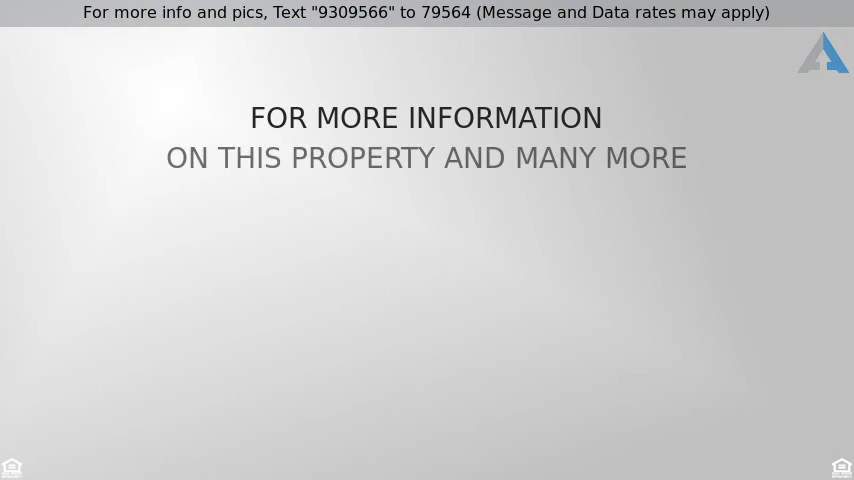 For more info and pics, Text "9309566" to 79564 (Message and Data rates may apply)
FOR MORE INFORMATION
ON THIS PROPERTY AND MANY MORE